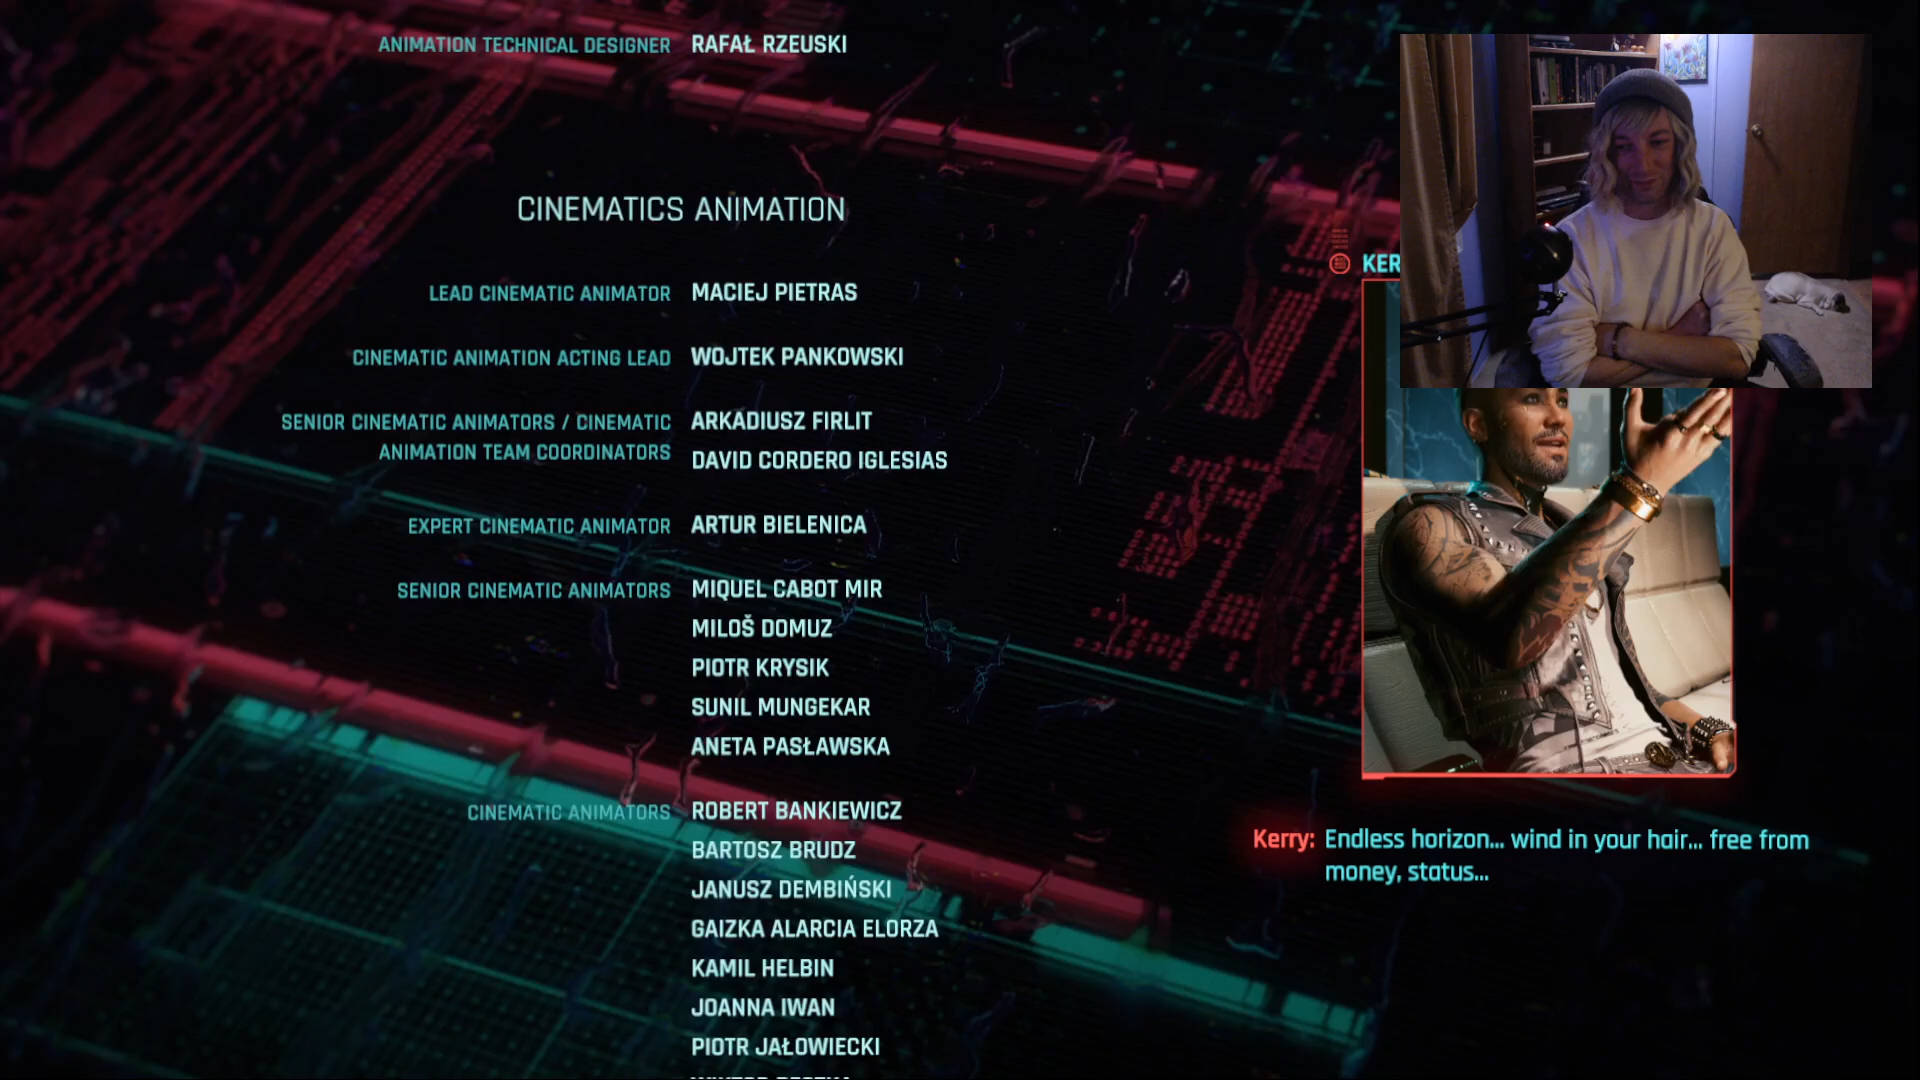 ANIMATION TECHNICAL DESIGNER RAFAŁ RZEUSKI
CINEMATICS ANIMATION
LEAD CINEMATIC ANIMATOR MACIEJ PIETRAS
CINEMATIC ANIMATION ACTING LEAD WOJTEK PANKOWSKI
SENIOR CINEMATIC ANIMATORS / CINEMATIC ARKADIUSZ FIRLIT
ANIMATION TEAM COORDINATORS DAVID CORDERO IGLESIAS
EXPERT CINEMATIC ANIMATOR ARTUR BIELENICA
SENIOR CINEMATIC ANIMATORS MIQUEL CABOT MIR
MILOŠ DOMUZ
PIOTR KRYSIK
SUNIL MUNGEKAR
ANETA PASŁAWSKA
CINEMATIC ANIMATORS ROBERT BANKIEWICZ
BARTOSZ BRUDZ
JANUSZ DEMBIŃSKI
GAIZKA ALARCIA ELORZA
KAMIL HELBIN
JOANNA IWAN
PIOTR JAŁOWIECKI
KER
Kerry: Endless horizon... wind in your hair... free from
money, status...